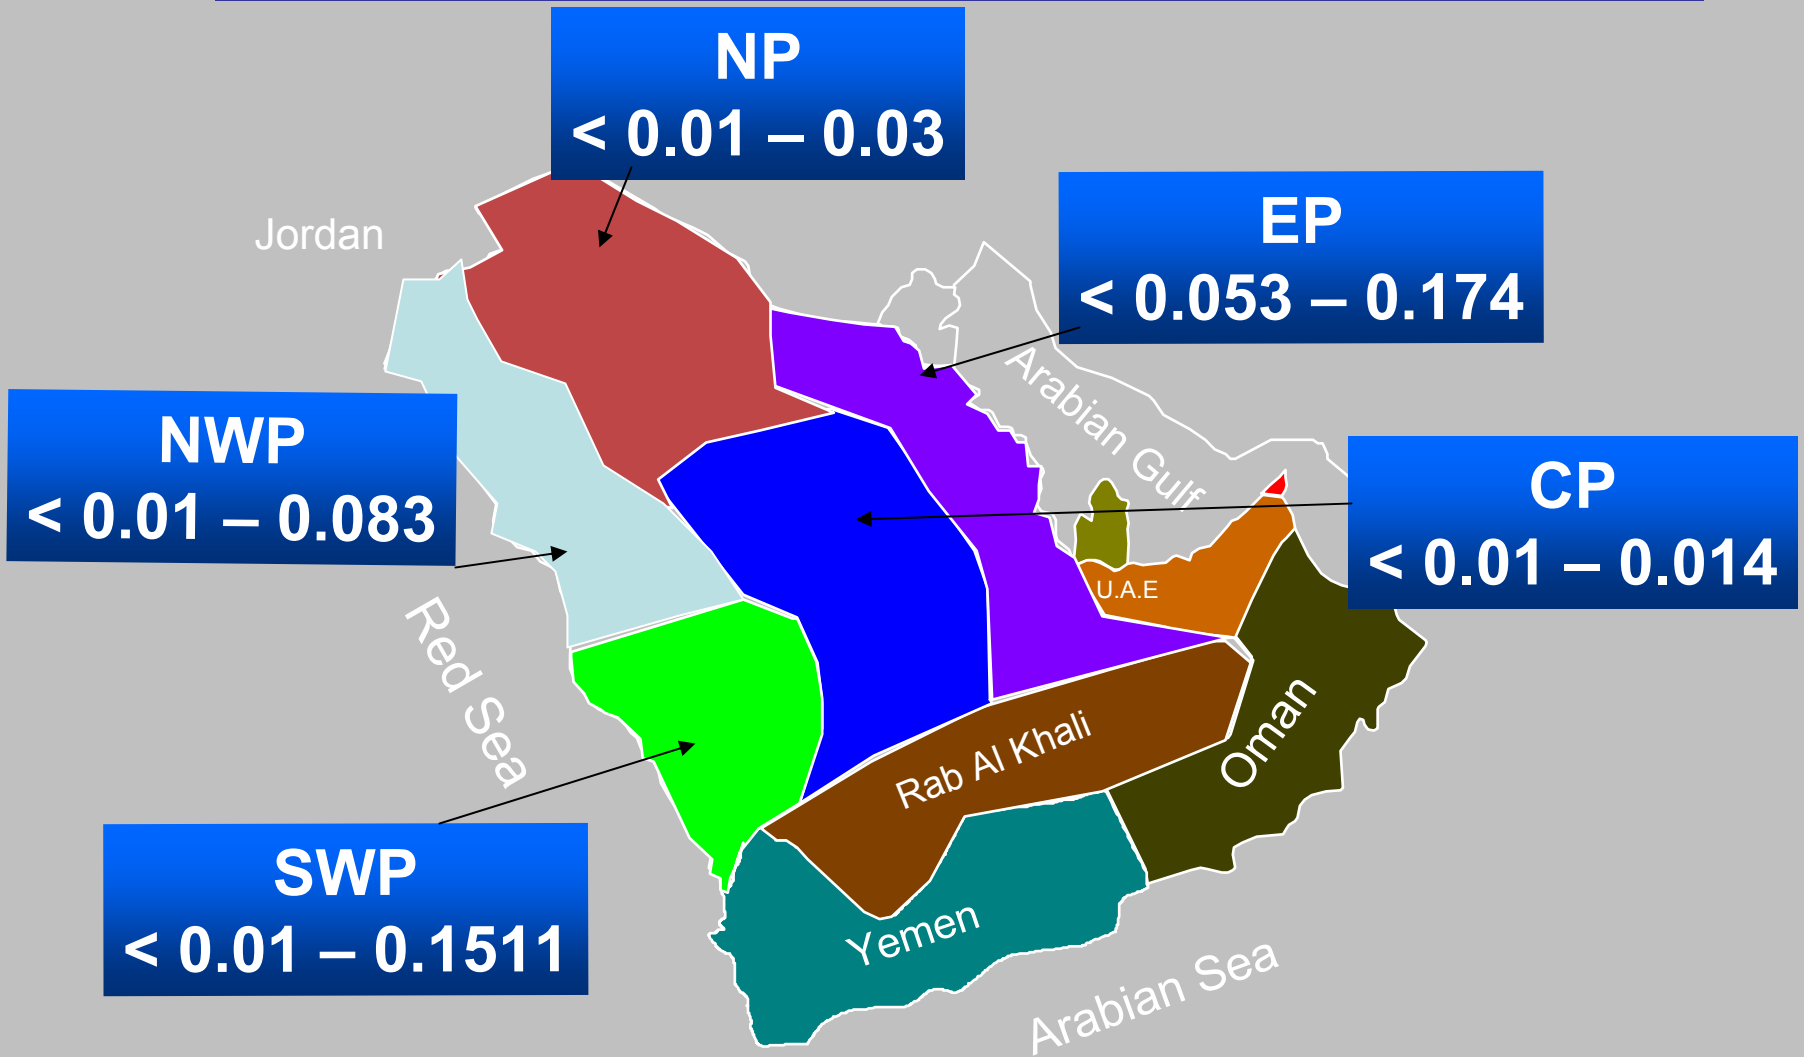 NP
< 0.01 – 0.03
EP
< 0.053 – 0.174
Jordan
Arabian Gulf
NWP
< 0.01 – 0.083
CP
< 0.01 – 0.014
U.A.E
Red Sea
Rab Al Khali
Oman
SWP
< 0.01 – 0.1511
Yemen
Arabian Sea